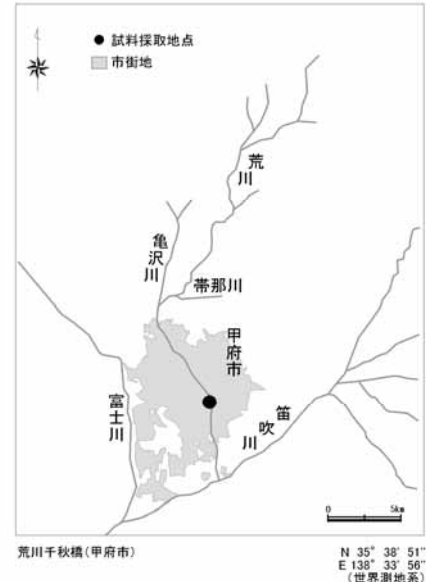 試料採取地点
市街地
荒川
亀沢川
帯那川
甲府市
富士川
笛吹川
0 5km
荒川千秋橋(甲府市)
N 35° 38' 51"
E 138° 33' 56"
(世界測地系)